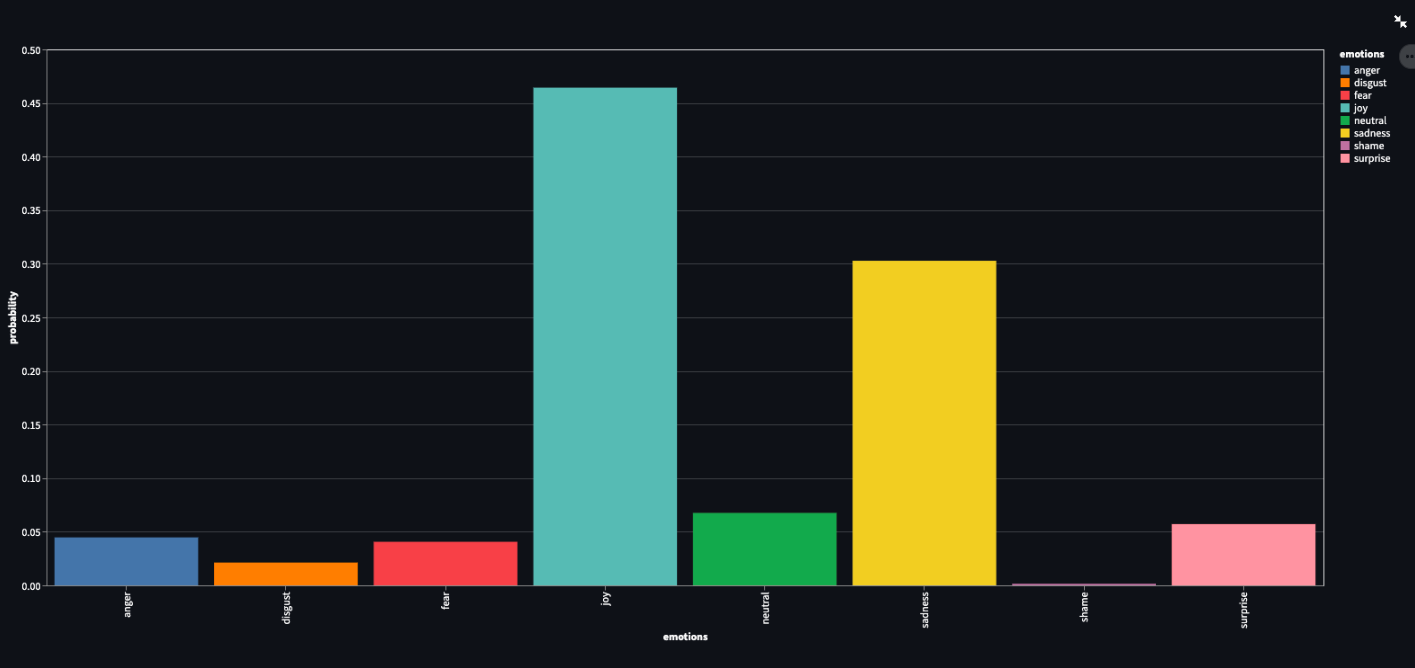 0.50
0.45
0.40
0.35
0.30
0.25
0.20
0.15
0.10
0.05
0.00
probability
anger
disgust
fear
joy
neutral
sadness
shame
surprise
emotions
emotions
anger
disgust
fear
joy
neutral
sadness
shame
surprise